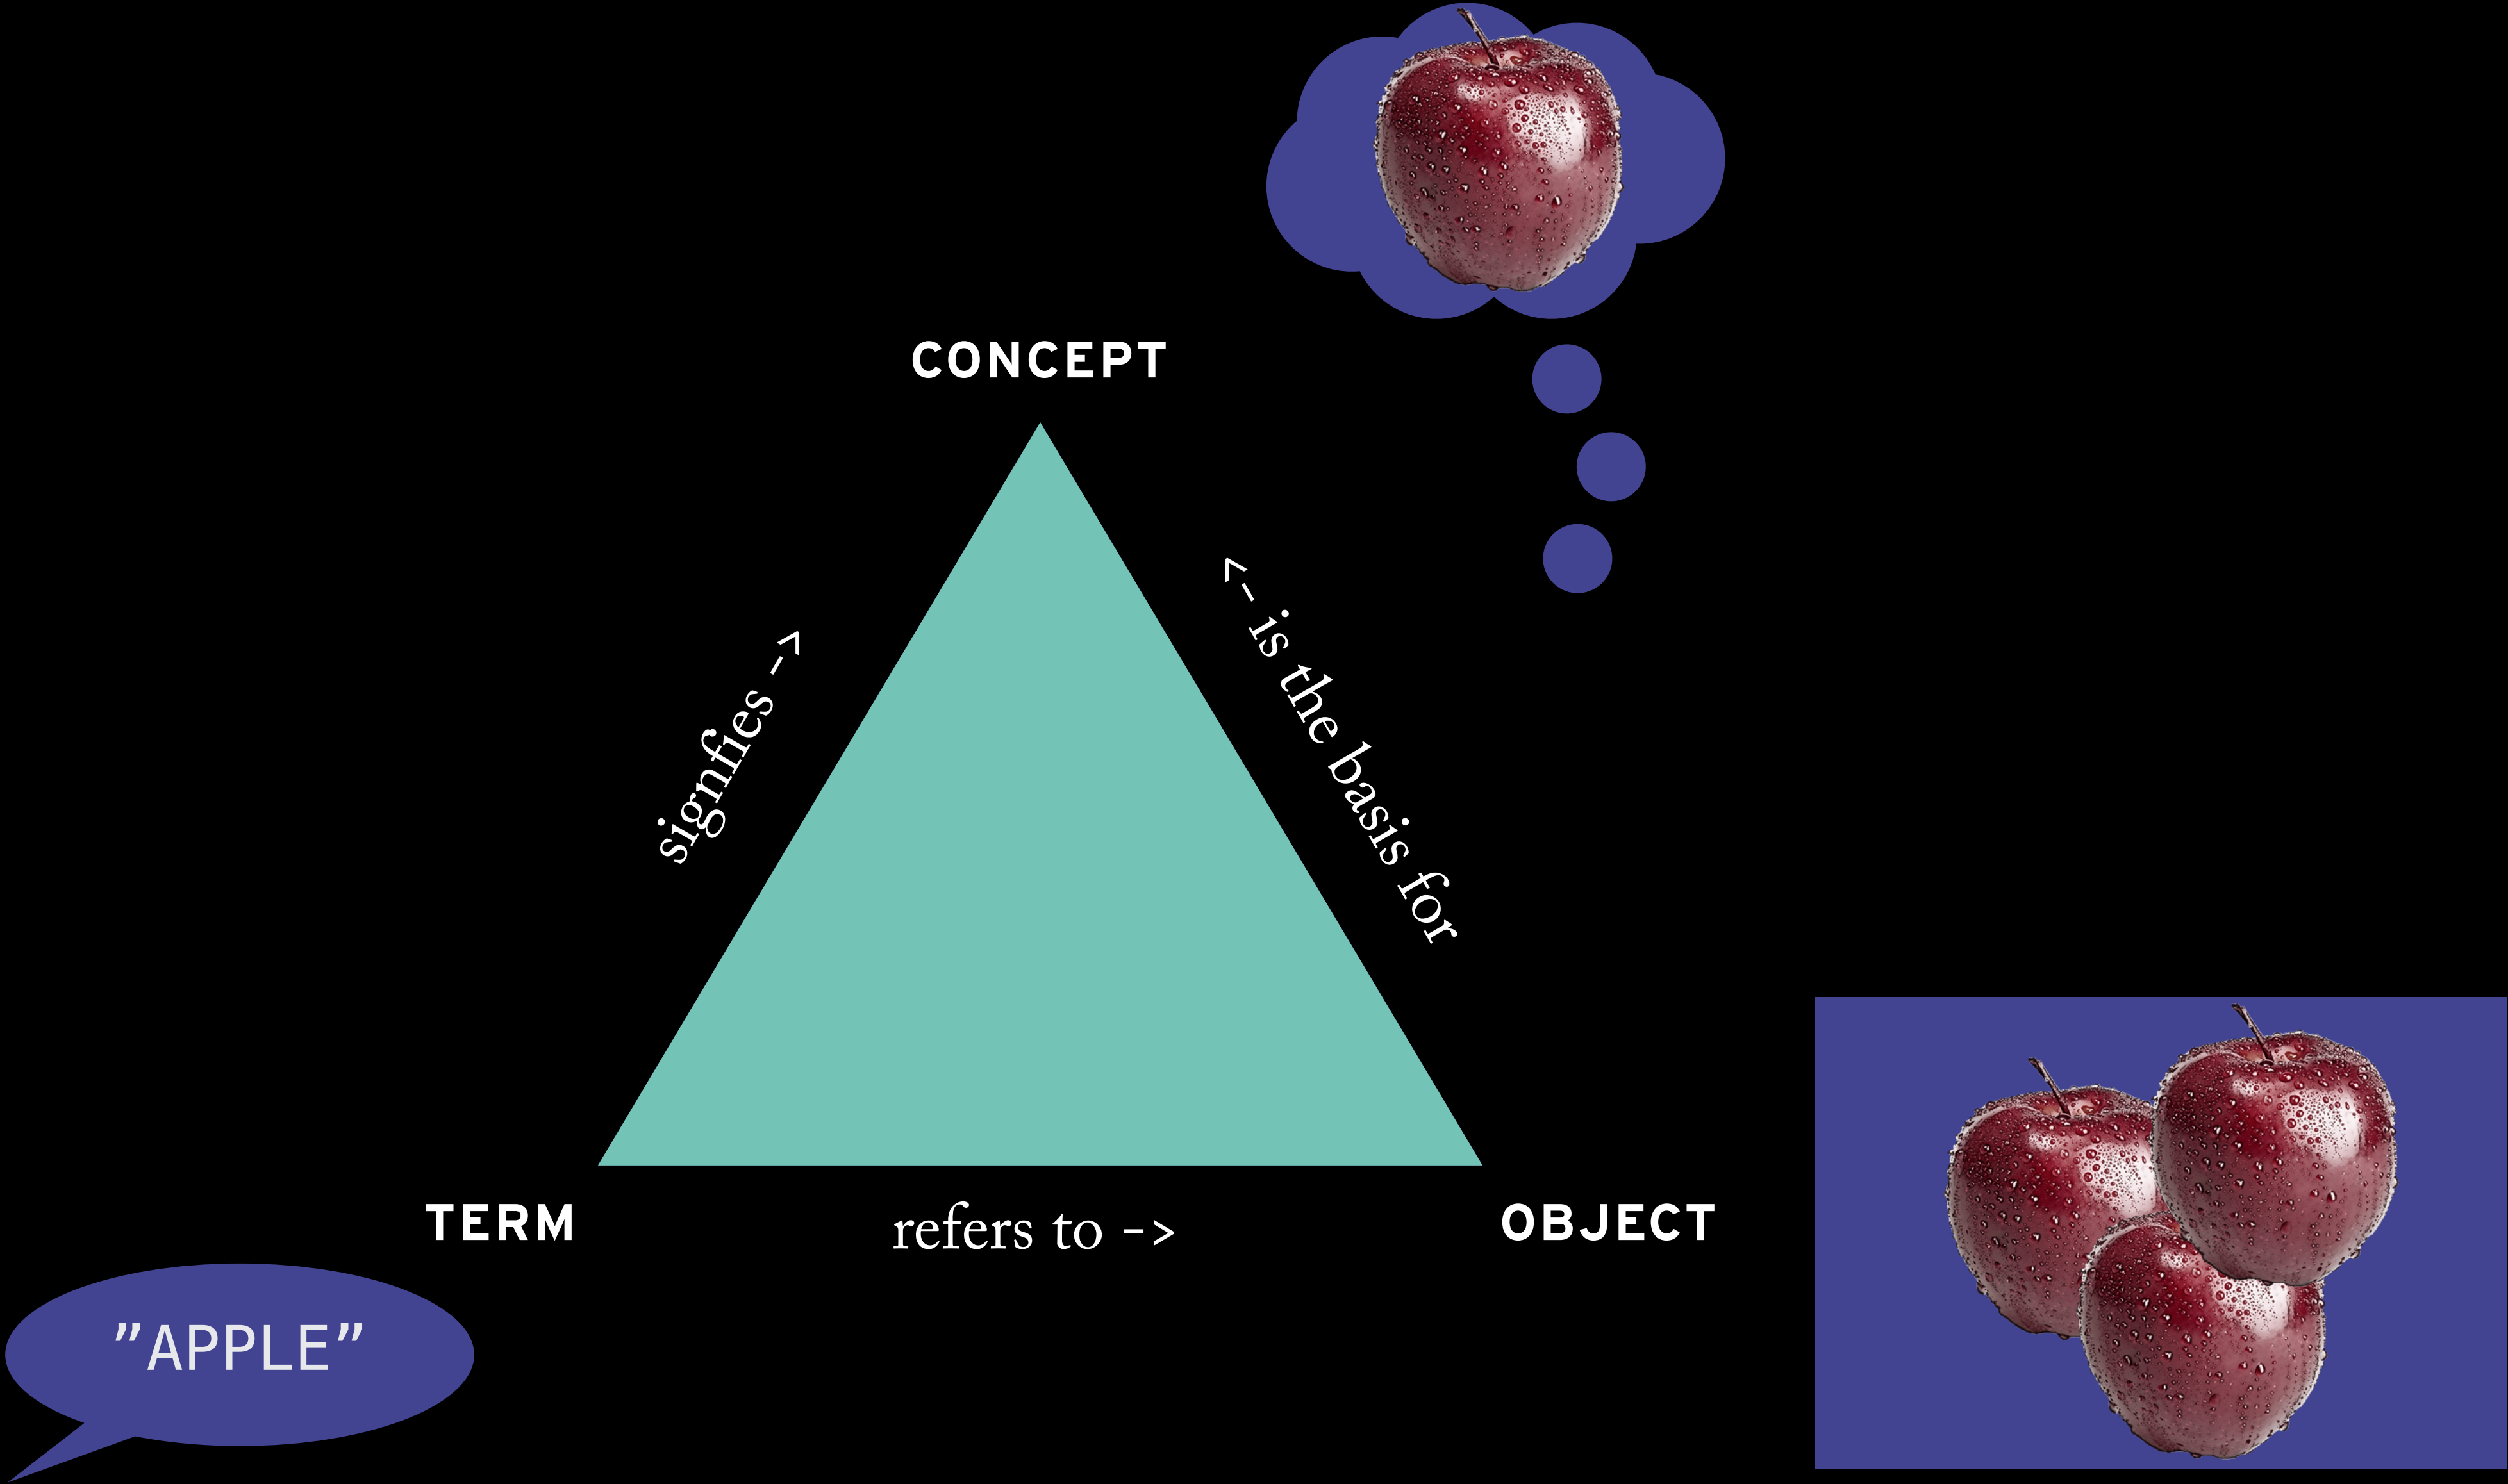 CONCEPT
signfies ->
<- is the basis for
TERM
refers to ->
OBJECT
”APPLE”